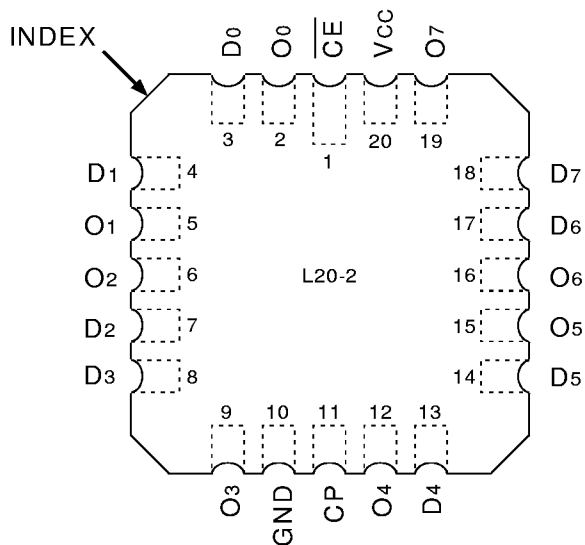 INDEX
D0 O0 C̅E̅ VCC O7
3 2 1 20 19
D1 4 18 D7
O1 5 17 D6
O2 6 L20-2 16 O6
D2 7 15 O5
D3 8 14 D5
9 10 11 12 13
O3 GND CP O4 D4